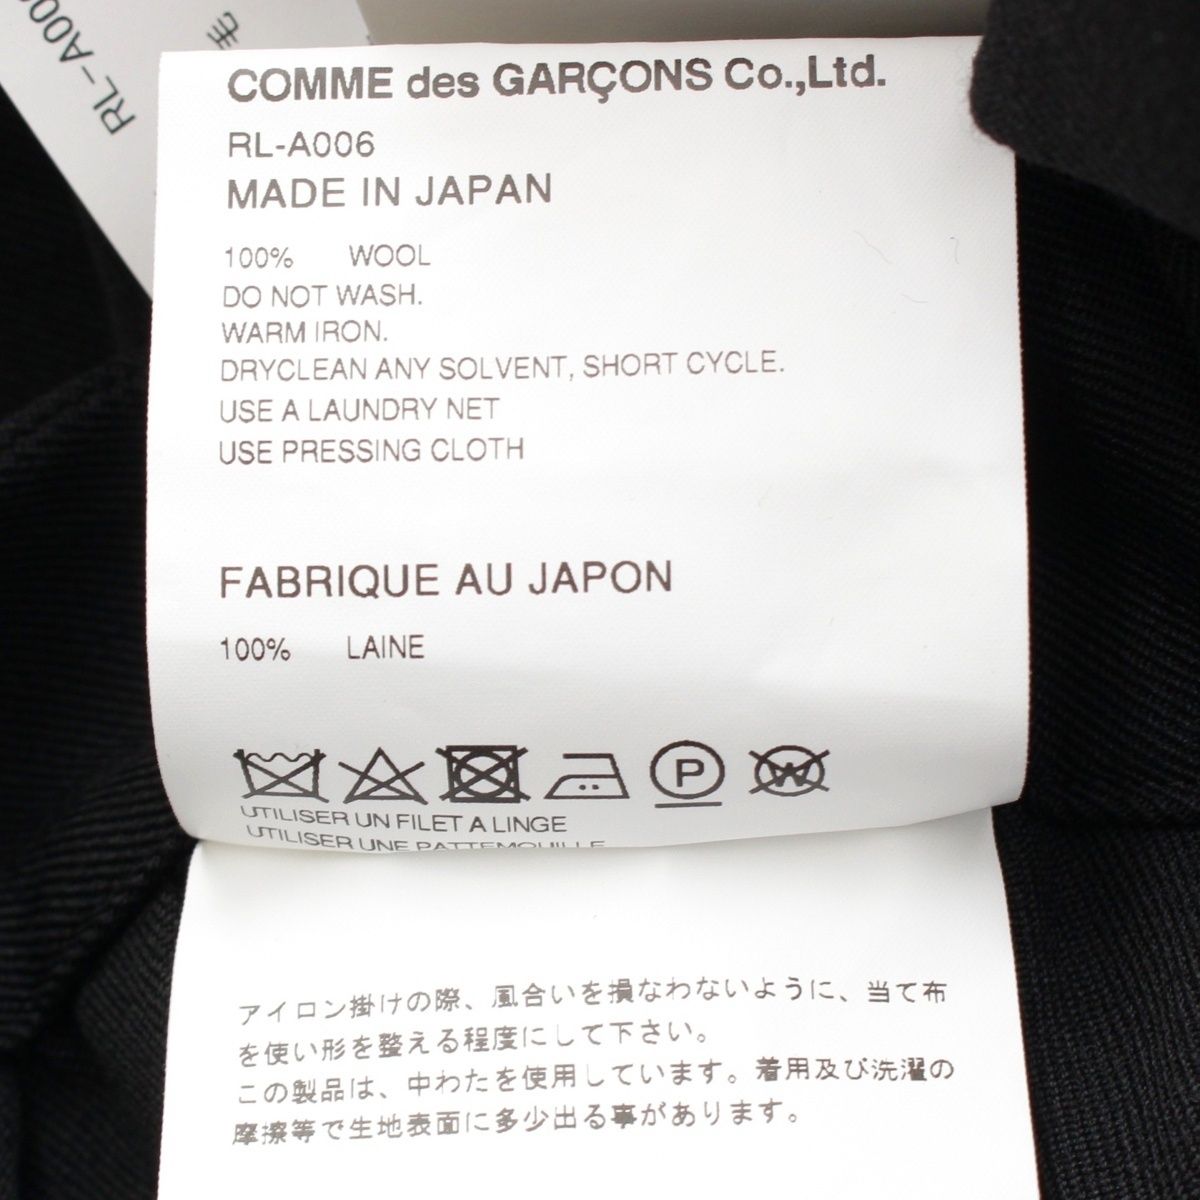 RL-A00
毛
COMME des GARÇONS Co.,Ltd.
RL-A006
MADE IN JAPAN
100% WOOL
DO NOT WASH.
WARM IRON.
DRYCLEAN ANY SOLVENT, SHORT CYCLE.
USE A LAUNDRY NET
USE PRESSING CLOTH
FABRIQUE AU JAPON
100% LAINE
P W
UTILISER UN FILET A LINGE
UTILISER UNE PATTEMOUILLE
アイロン掛けの際、風合いを損なわないように、当て布
を使い形を整える程度にして下さい。
この製品は、中わたを使用しています。着用及び洗濯の
摩擦等で生地表面に多少出る事があります。